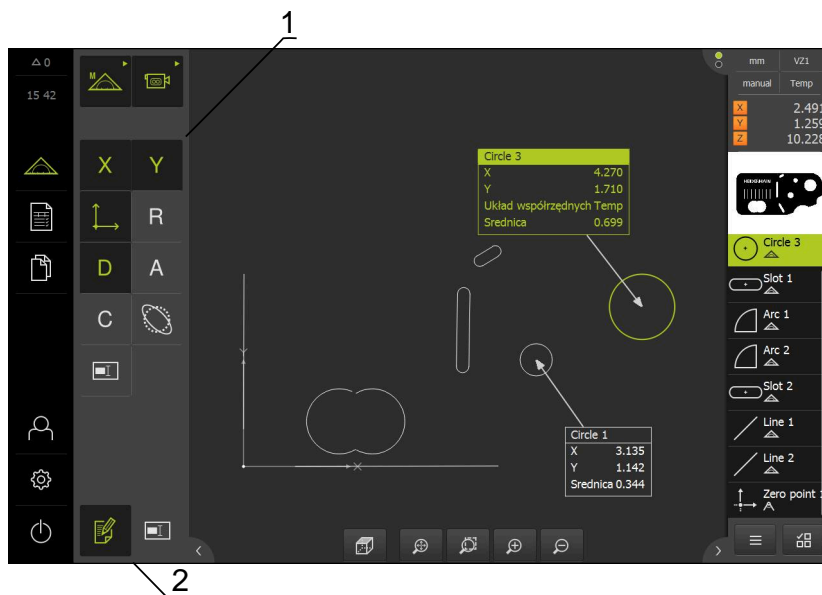 1
0
15 42
M
X Y
R
D A
C
Circle 3
X 4.270
Y 1.710
Układ współrzędnych Temp
Srednica 0.699
Y
X
Circle 1
X 3.135
Y 1.142
Srednica 0.344
mm VZ1
manual Temp
X 2.491
Y 1.259
Z 10.228
HEIDENHAIN
Circle 3
Slot 1
Arc 1
Arc 2
Slot 2
Line 1
Line 2
Zero point 1
2